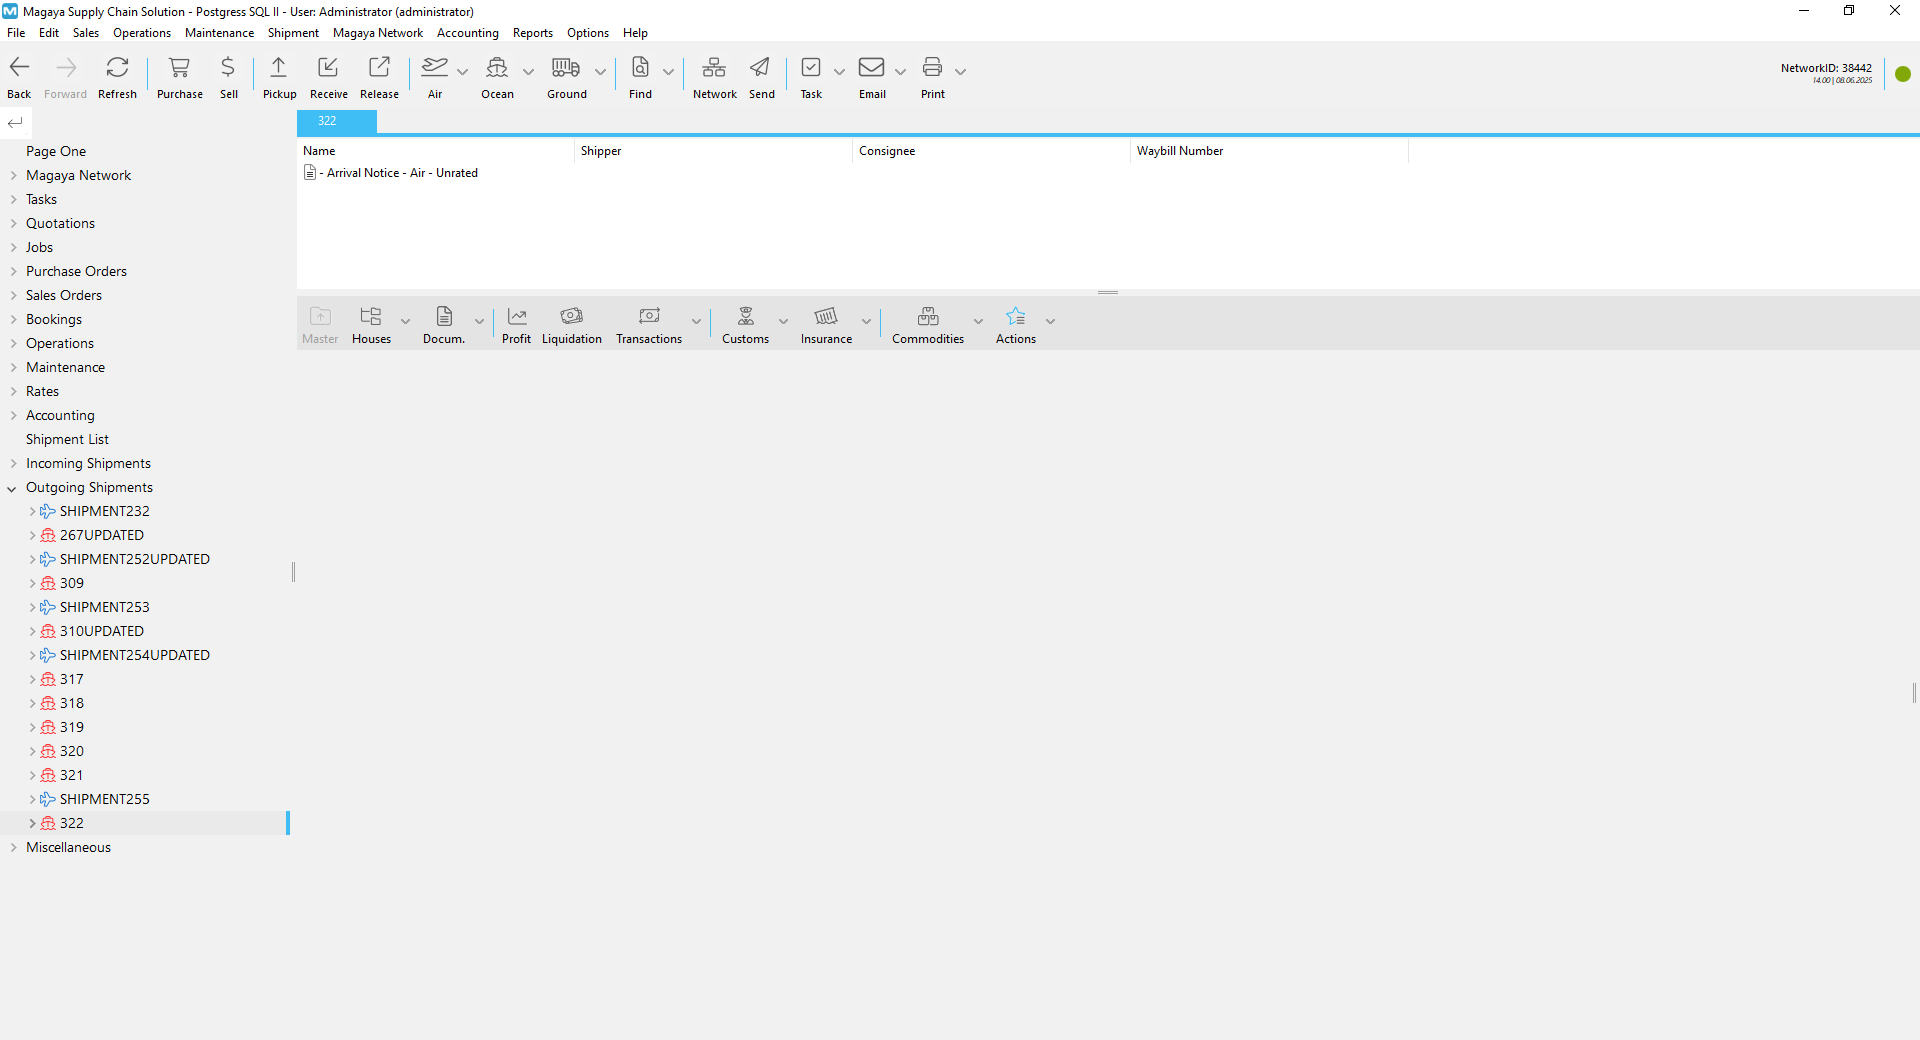 Magaya Supply Chain Solution - Postgress SQL II - User: Administrator (administrator)
File Edit Sales Operations Maintenance Shipment Magaya Network Accounting Reports Options Help
Back Forward Refresh Purchase Sell Pickup Receive Release Air Ocean Ground Find Network Send Task Email Print
NetworkID: 38442
14.00 | 08.06.2025
322
Name Shipper Consignee Waybill Number
- Arrival Notice - Air - Unrated
Master Houses Docum. Profit Liquidation Transactions Customs Insurance Commodities Actions
Page One
Magaya Network
Tasks
Quotations
Jobs
Purchase Orders
Sales Orders
Bookings
Operations
Maintenance
Rates
Accounting
Shipment List
Incoming Shipments
Outgoing Shipments
SHIPMENT232
267UPDATED
SHIPMENT252UPDATED
309
SHIPMENT253
310UPDATED
SHIPMENT254UPDATED
317
318
319
320
321
SHIPMENT255
322
Miscellaneous